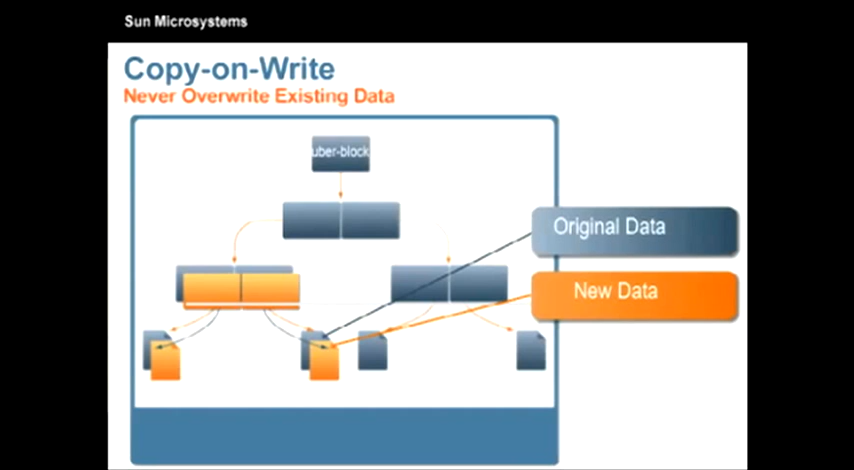 Sun Microsystems
Copy-on-Write
Never Overwrite Existing Data
uber-block
Original Data
New Data